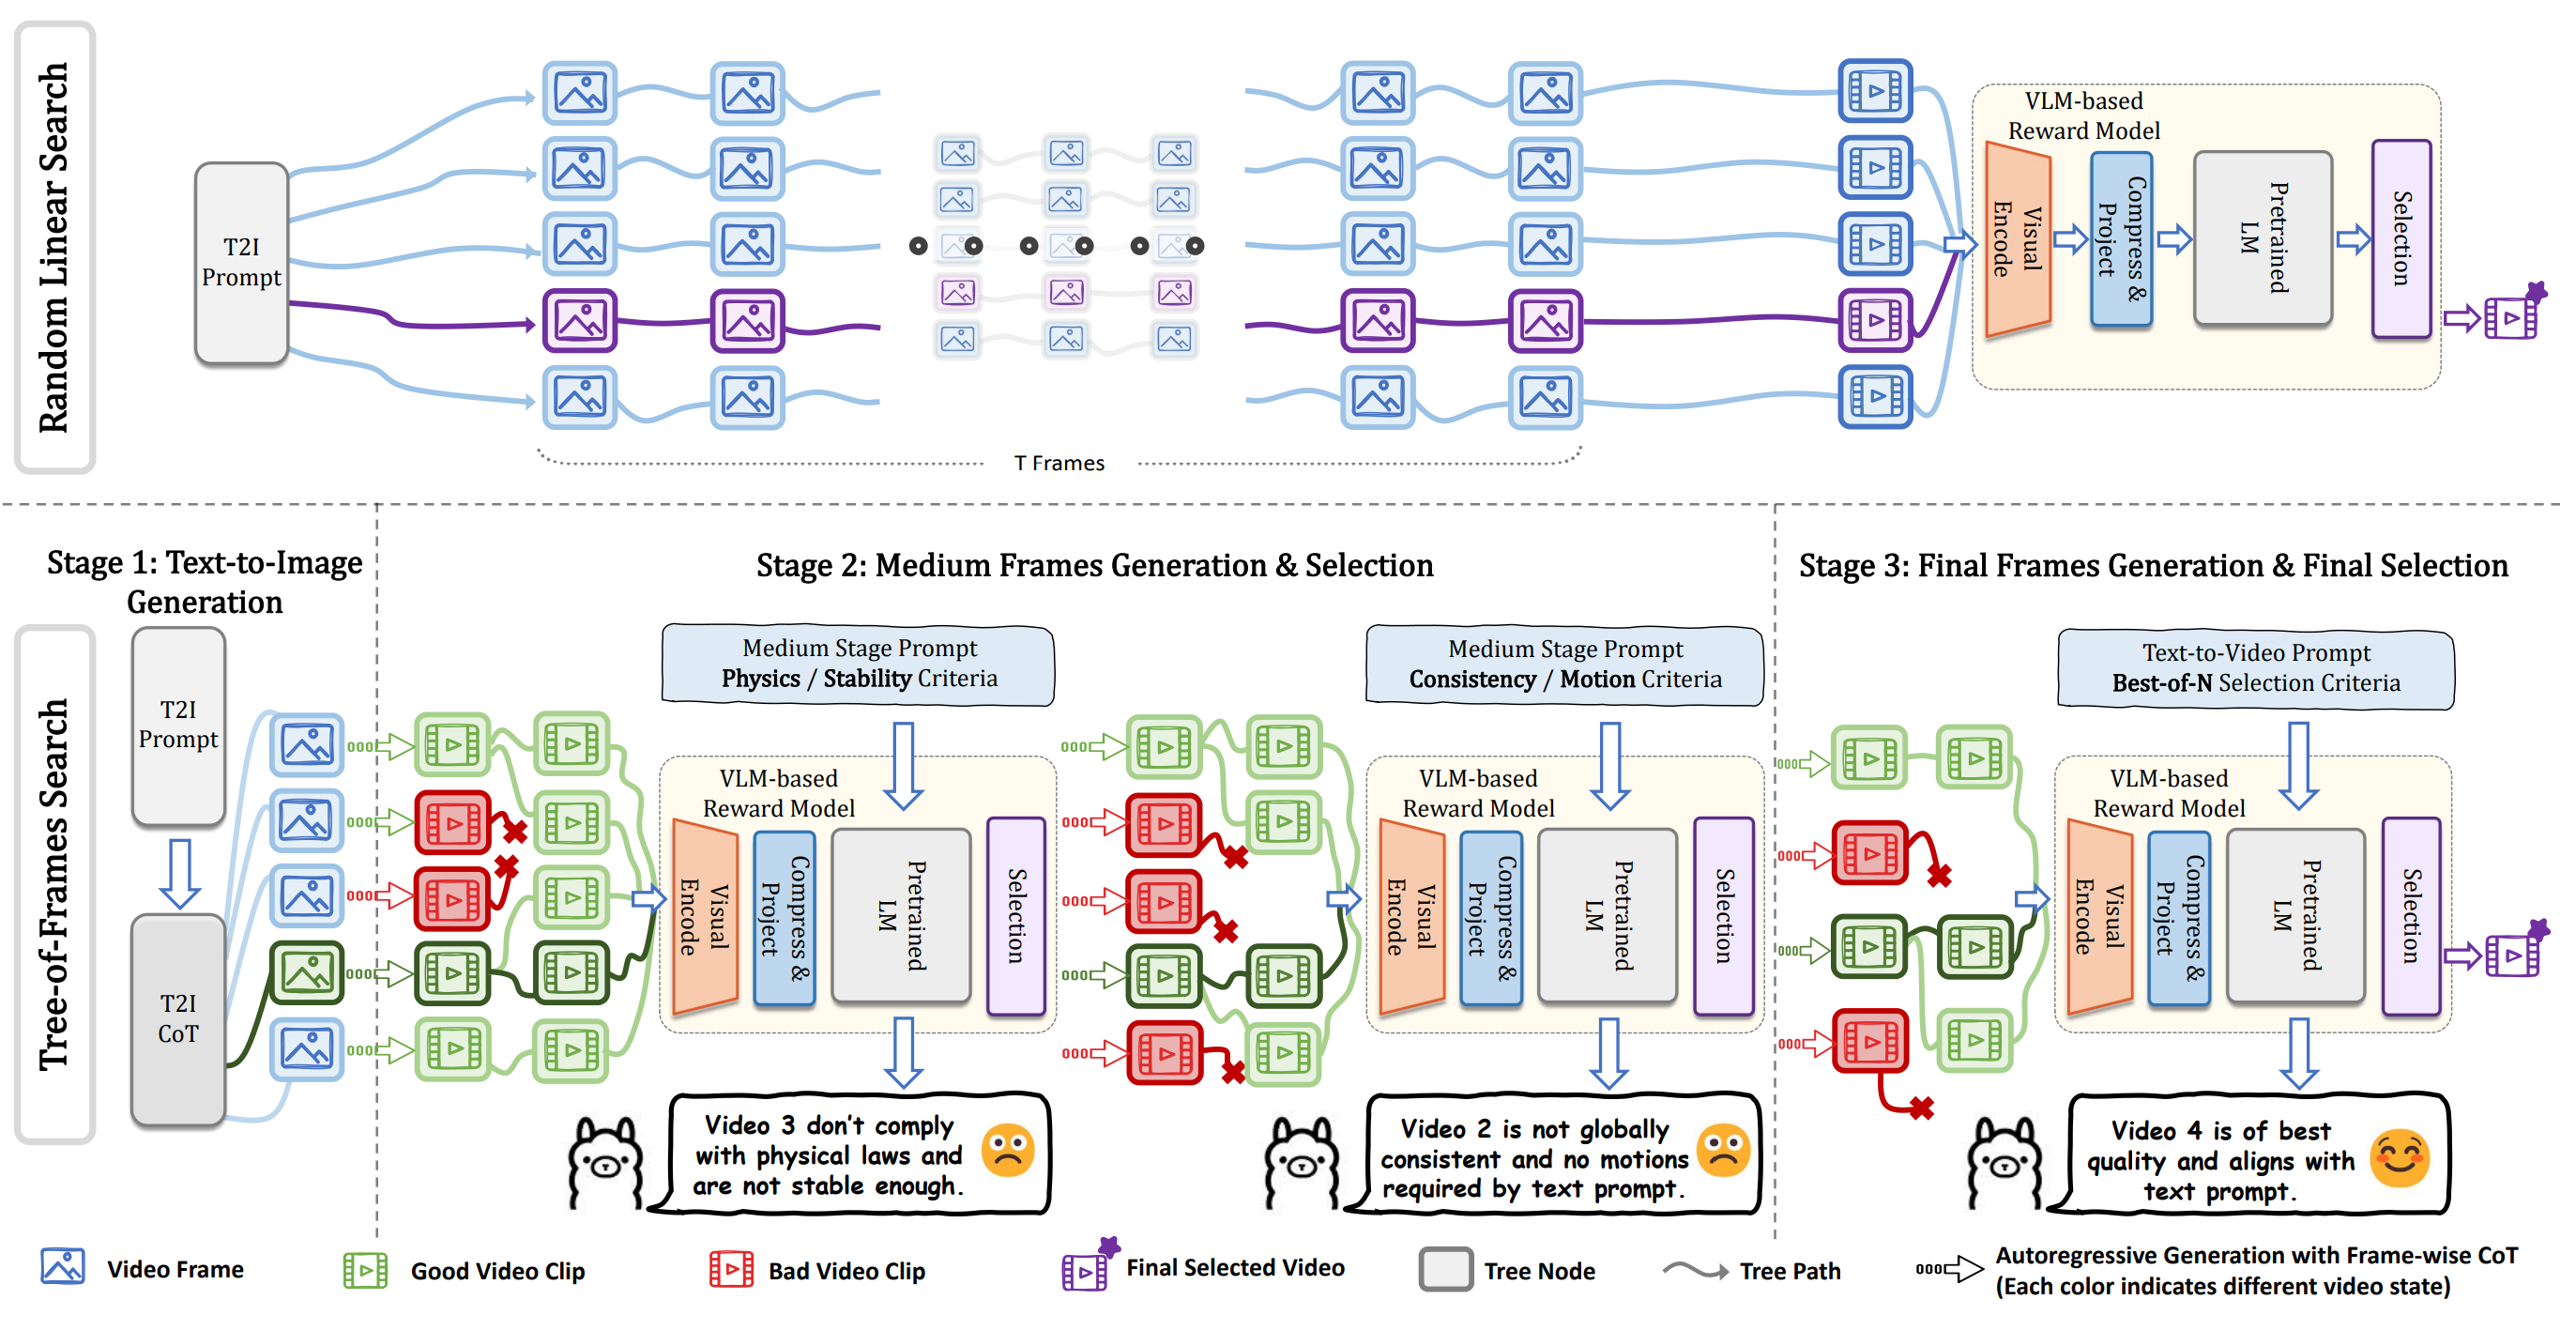 Random Linear Search
T2I
Prompt
T Frames
VLM-based
Reward Model
Visual
Encode
Compress &
Project
Pretrained
LM
Selection
Stage 1: Text-to-Image
Generation
Stage 2: Medium Frames Generation & Selection
Stage 3: Final Frames Generation & Final Selection
Tree-of-Frames Search
T2I
Prompt
T2I
CoT
Medium Stage Prompt
Physics / Stability Criteria
VLM-based
Reward Model
Visual
Encode
Compress &
Project
Pretrained
LM
Selection
Video 3 don't comply
with physical laws and
are not stable enough.
Medium Stage Prompt
Consistency / Motion Criteria
VLM-based
Reward Model
Visual
Encode
Compress &
Project
Pretrained
LM
Selection
Video 2 is not globally
consistent and no motions
required by text prompt.
Text-to-Video Prompt
Best-of-N Selection Criteria
VLM-based
Reward Model
Visual
Encode
Compress &
Project
Pretrained
LM
Selection
Video 4 is of best
quality and aligns with
text prompt.
Video Frame
Good Video Clip
Bad Video Clip
Final Selected Video
Tree Node
Tree Path
Autoregressive Generation with Frame-wise CoT
(Each color indicates different video state)